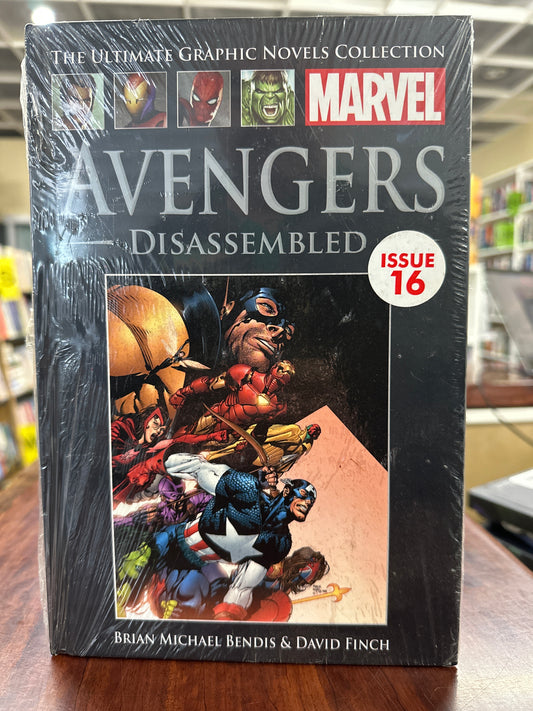 The Ultimate Graphic Novels Collection
MARVEL
AVENGERS
DISASSEMBLED
ISSUE
16
BRIAN MICHAEL BENDIS & DAVID FINCH